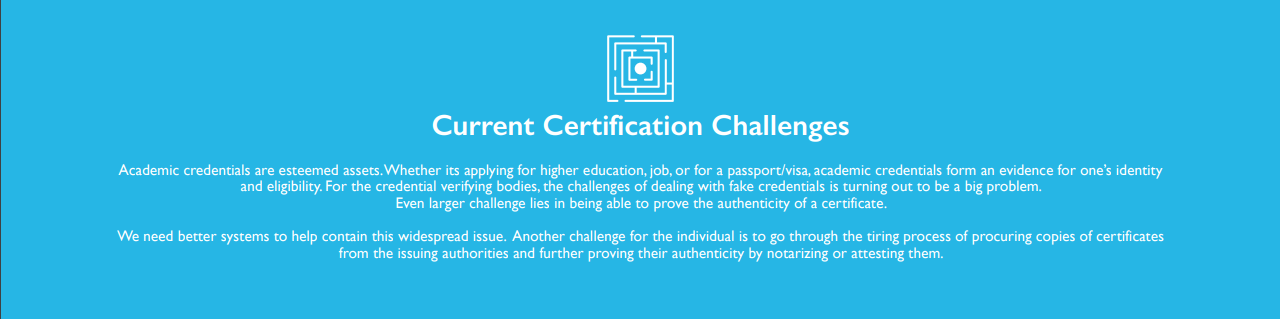 Current Certification Challenges
Academic credentials are esteemed assets. Whether its applying for higher education, job, or for a passport/visa, academic credentials form an evidence for one's identity
and eligibility. For the credential verifying bodies, the challenges of dealing with fake credentials is turning out to be a big problem.
Even larger challenge lies in being able to prove the authenticity of a certificate.
We need better systems to help contain this widespread issue. Another challenge for the individual is to go through the tiring process of procuring copies of certificates
from the issuing authorities and further proving their authenticity by notarizing or attesting them.